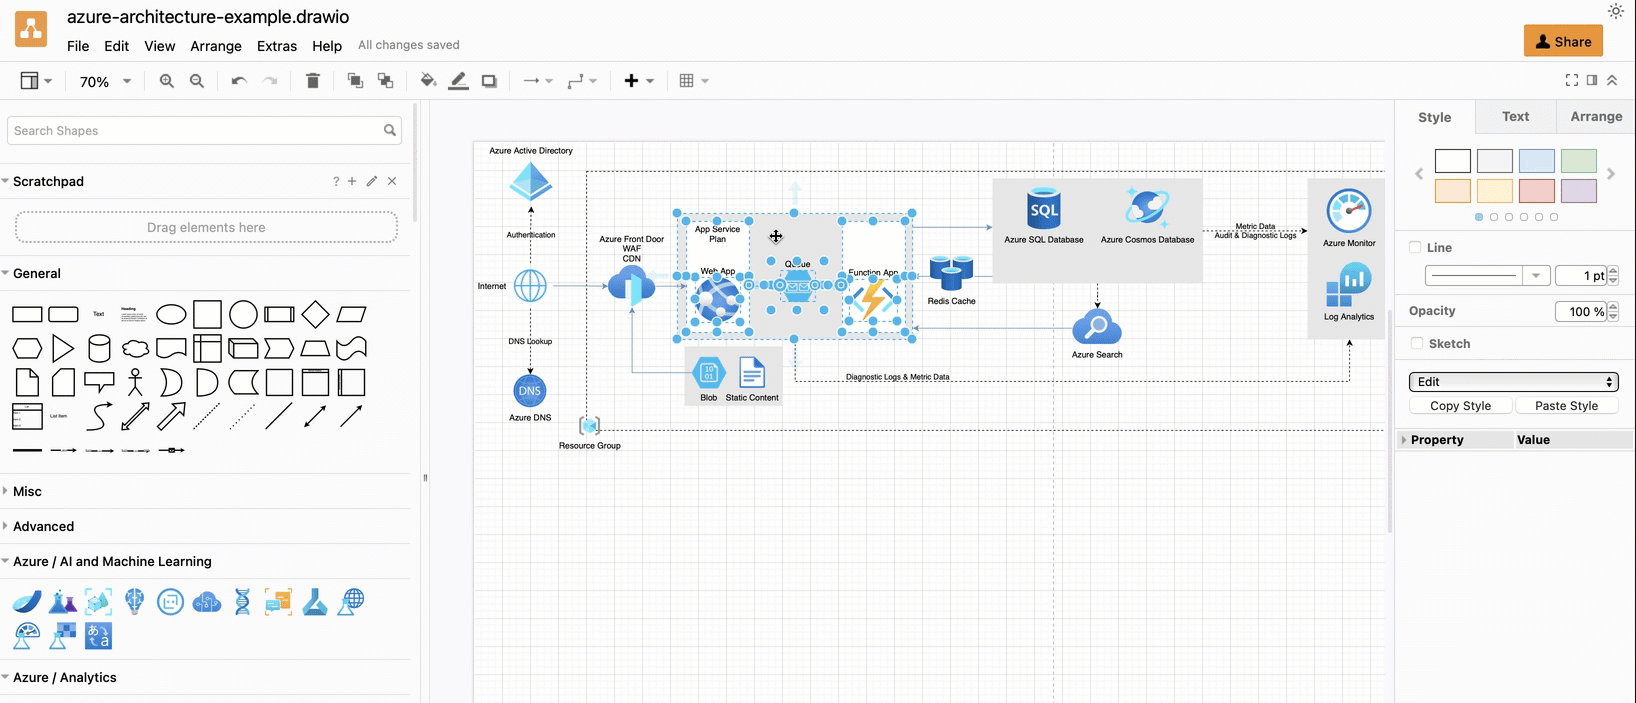 azure-architecture-example.drawio
File Edit View Arrange Extras Help All changes saved
Share
70%
Search Shapes
Scratchpad
?
Drag elements here
General
Text
Heading
List Item
Misc
Advanced
Azure / AI and Machine Learning
Azure / Analytics
Azure Active Directory
Authentication
Internet
DNS Lookup
DNS
Azure DNS
Azure Front Door
WAF
CDN
Resource Group
App Service
Plan
Web App
Queue
Function App
10
01
Blob Static Content
Diagnostic Logs & Metric Data
Redis Cache
SQL
Azure SQL Database Azure Cosmos Database
Azure Search
Metric Data
Audit & Diagnostic Logs
Azure Monitor
Log Analytics
Style Text Arrange
Line
1 pt
Opacity
100 %
Sketch
Edit
Copy Style Paste Style
Property Value